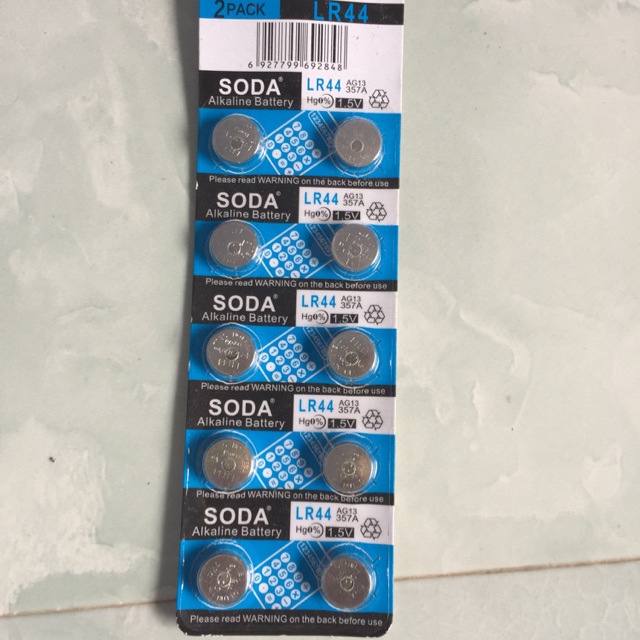 2PACK LR44
6 927799 692848
SODA® LR44 AG13 357A
Alkaline Battery Hg0% 1.5V
Please read WARNING on the back before use
SODA® LR44 AG13 357A
Alkaline Battery Hg0% 1.5V
Please read WARNING on the back before use
SODA® LR44 AG13 357A
Alkaline Battery Hg0% 1.5V
Please read WARNING on the back before use
SODA® LR44 AG13 357A
Alkaline Battery Hg0% 1.5V
Please read WARNING on the back before use
SODA® LR44 AG13 357A
Alkaline Battery Hg0% 1.5V
Please read WARNING on the back before use